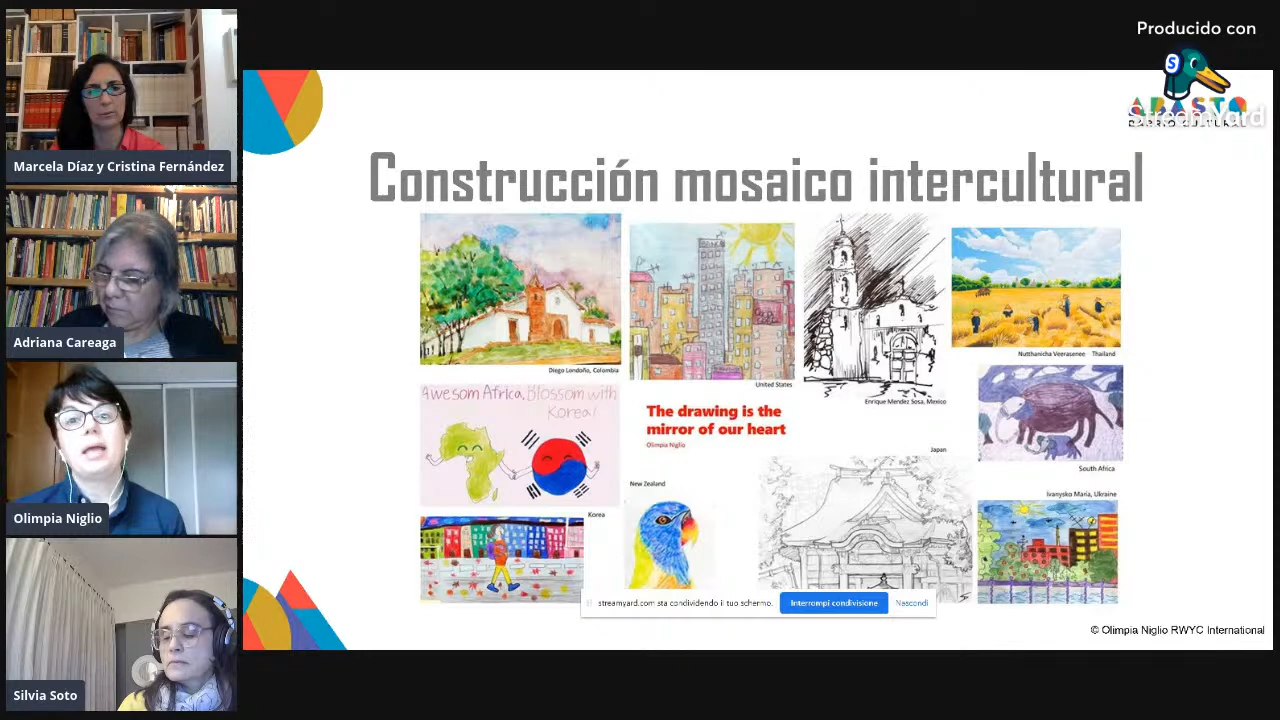 Producido con
StreamYard
ABASTO
Marcela Díaz y Cristina Fernández
Adriana Careaga
Olimpia Niglio
Silvia Soto
Construcción mosaico intercultural
Diego Londoño, Colombia
United States
Enrique Mendez Sosa, Mexico
Nutthanicha Veerasenee Thailand
Awesom Africa, Blossom with
Korea!
The drawing is the
mirror of our heart
Olimpia Niglio
Japan
South Africa
New Zealand
Ivanysko Maria, Ukraine
Korea
streamyard.com sta condividendo il tuo schermo.
Interrompi condivisione
Nascondi
© Olimpia Niglio RWYC International